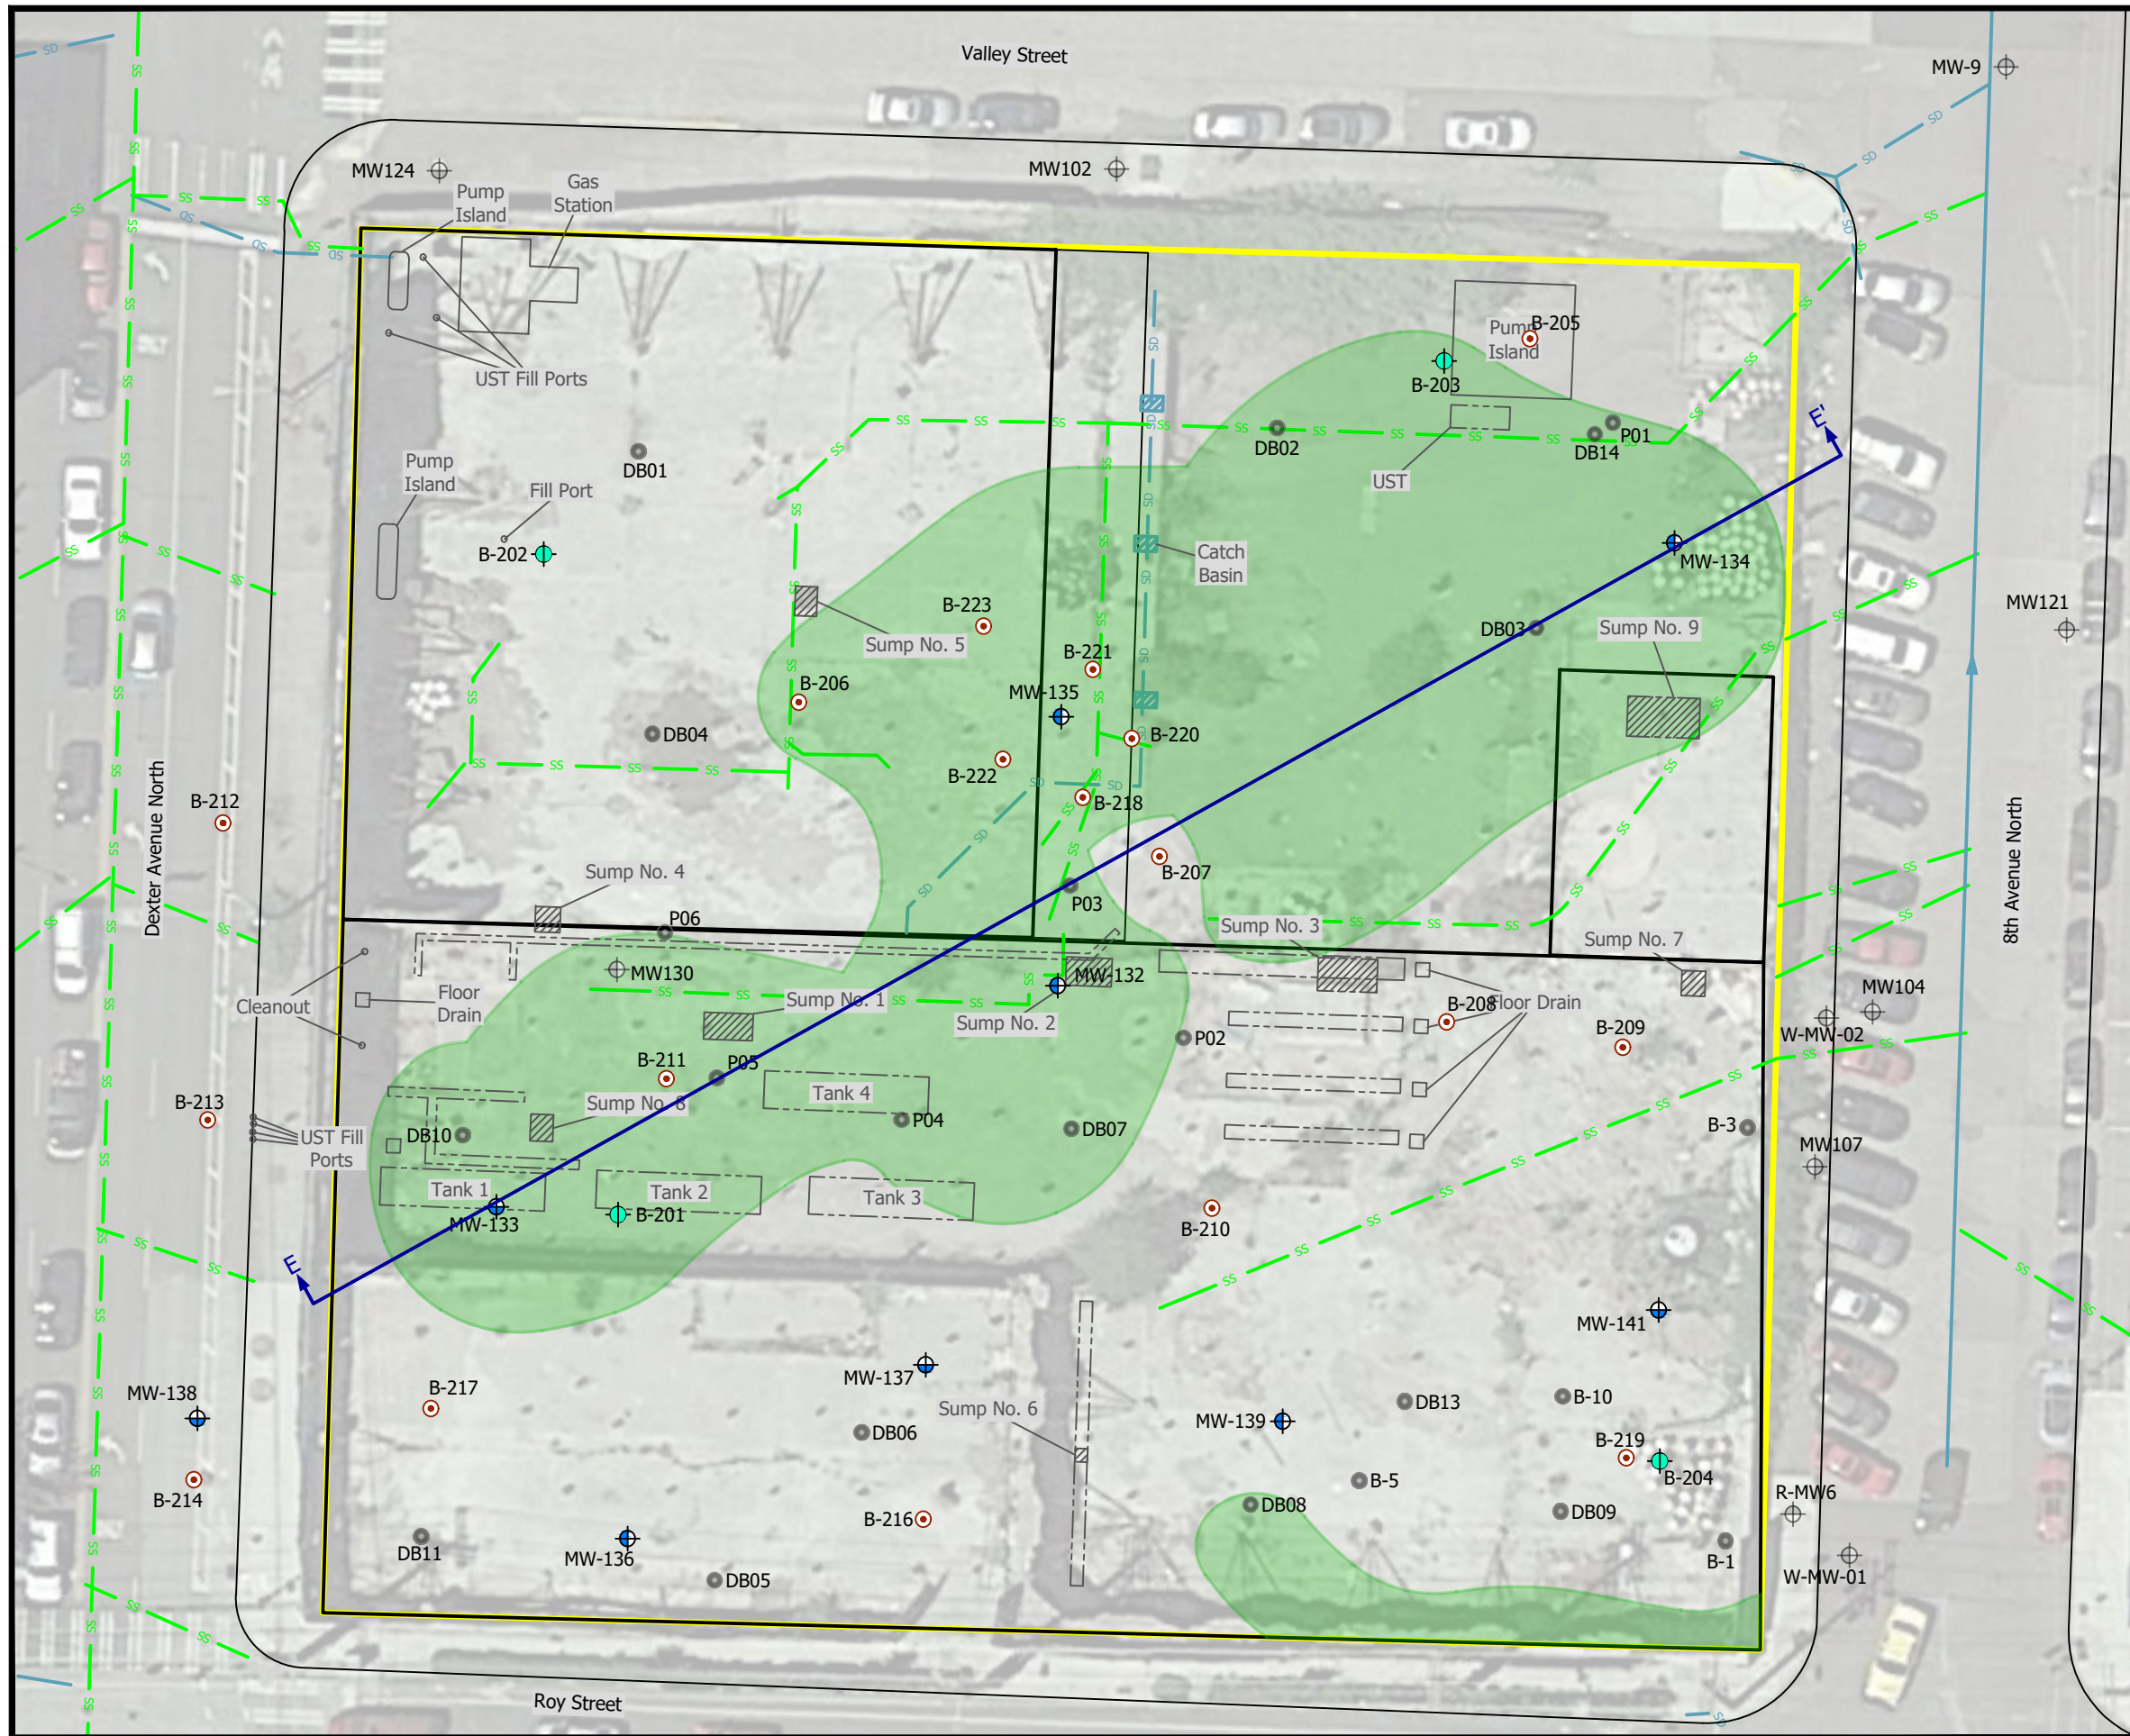 Valley Street
MW-9
MW124
MW102
Pump
Island
Gas
Station
UST Fill Ports
B-205
Pump
Island
B-203
E'
DB02
DB14
P01
DB01
Pump
Island
Fill Port
UST
B-202
Catch
Basin
MW-134
B-223
Sump No. 5
B-221
DB03
Sump No. 9
MW121
B-206
MW-135
DB04
B-220
B-222
B-218
B-212
Dexter Avenue North
8th Avenue North
Sump No. 4
B-207
P06
P03
Sump No. 3
Sump No. 7
MW130
MW-132
Cleanout
Floor
Drain
Sump No. 1
Sump No. 2
B-208
Floor Drain
MW104
B-209
W-MW-02
P02
B-211
P05
Tank 4
B-213
Sump No. 8
P04
DB07
B-3
DB10
UST Fill
Ports
MW107
Tank 1
Tank 2
Tank 3
MW-133
B-201
B-210
E
MW-141
MW-137
MW-138
B-217
Sump No. 6
MW-139
DB13
B-10
DB06
B-219
B-204
B-214
B-5
DB08
DB09
R-MW6
B-216
DB11
MW-136
B-1
DB05
W-MW-01
Roy Street
SD
SS